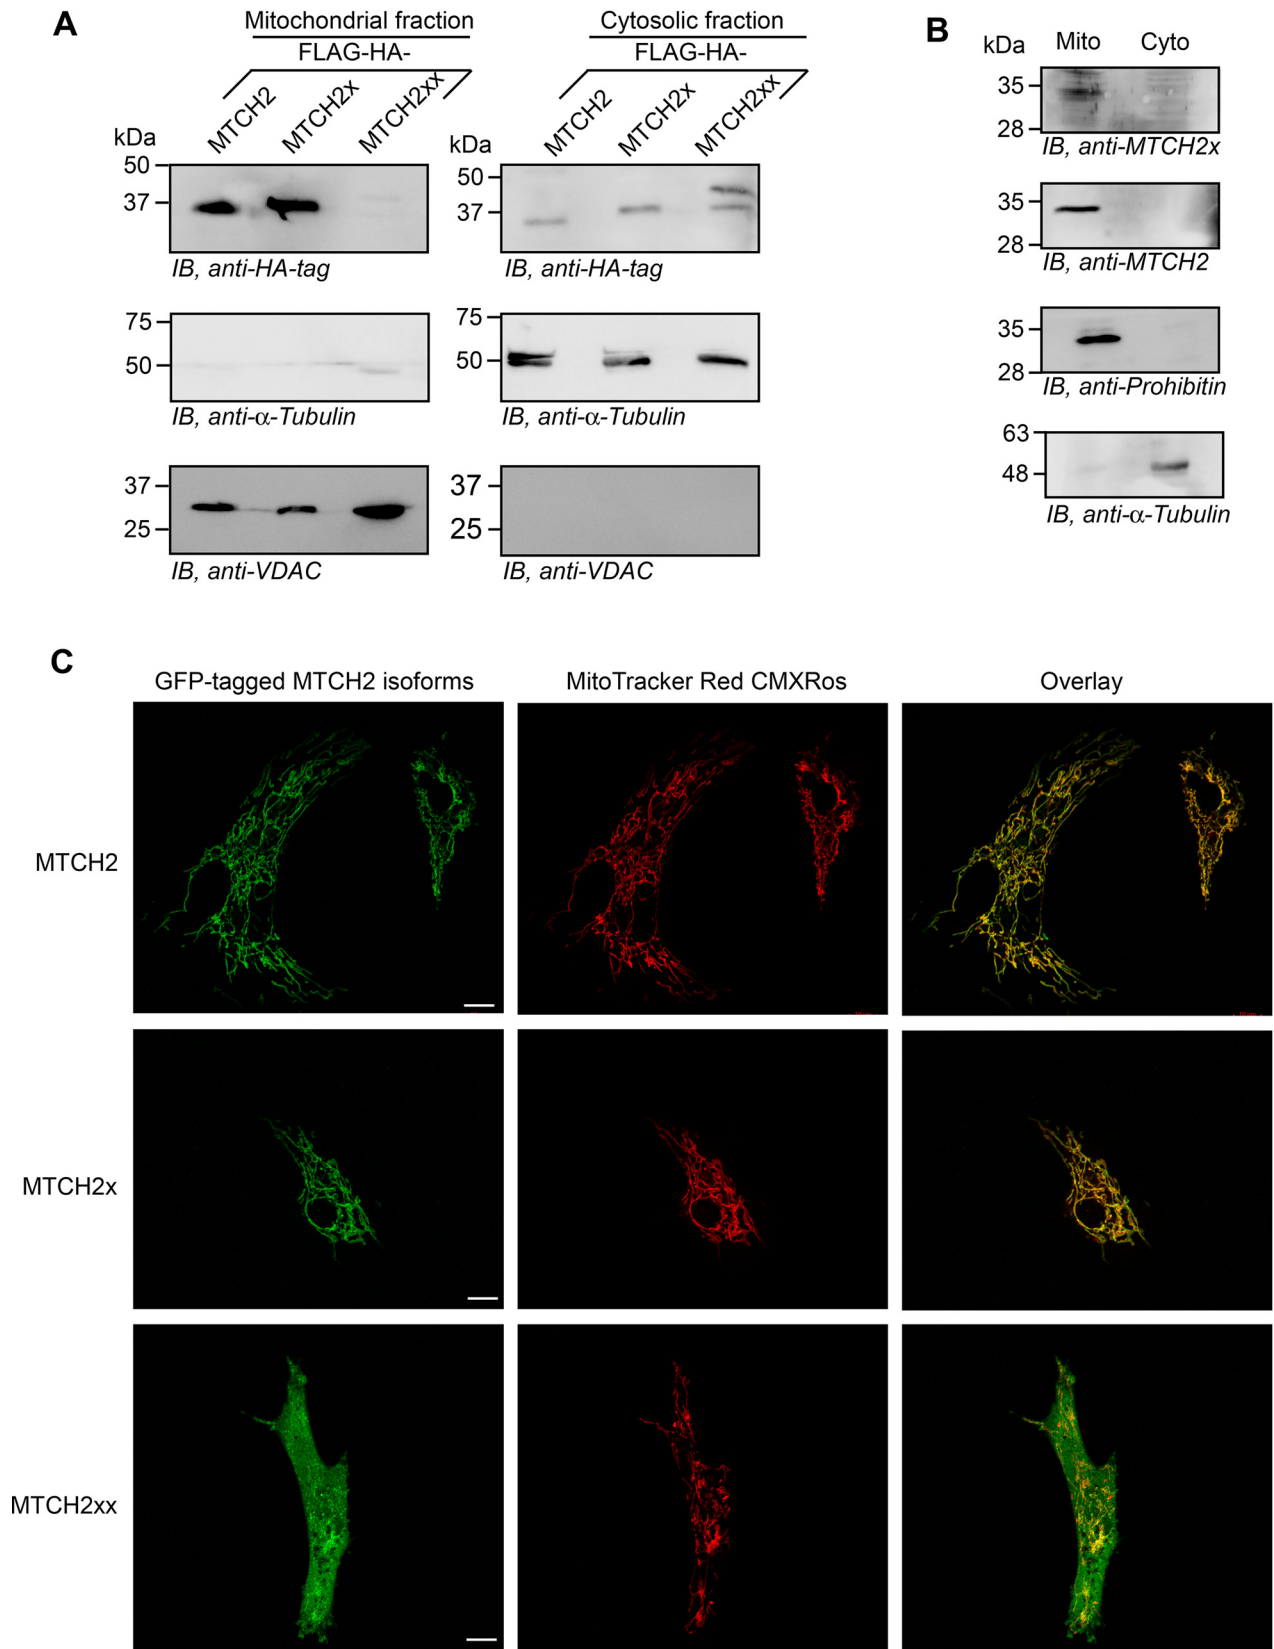 A
Mitochondrial fraction
FLAG-HA-
MTCH2
MTCH2x
MTCH2xx
kDa
50
37
IB, anti-HA-tag
75
50
IB, anti-α-Tubulin
37
25
IB, anti-VDAC
Cytosolic fraction
FLAG-HA-
MTCH2
MTCH2x
MTCH2xx
kDa
50
37
IB, anti-HA-tag
75
50
IB, anti-α-Tubulin
37
25
IB, anti-VDAC
B
kDa
Mito
Cyto
35
28
IB, anti-MTCH2x
35
28
IB, anti-MTCH2
35
28
IB, anti-Prohibitin
63
48
IB, anti-α-Tubulin
C
GFP-tagged MTCH2 isoforms
MitoTracker Red CMXRos
Overlay
MTCH2
MTCH2x
MTCH2xx